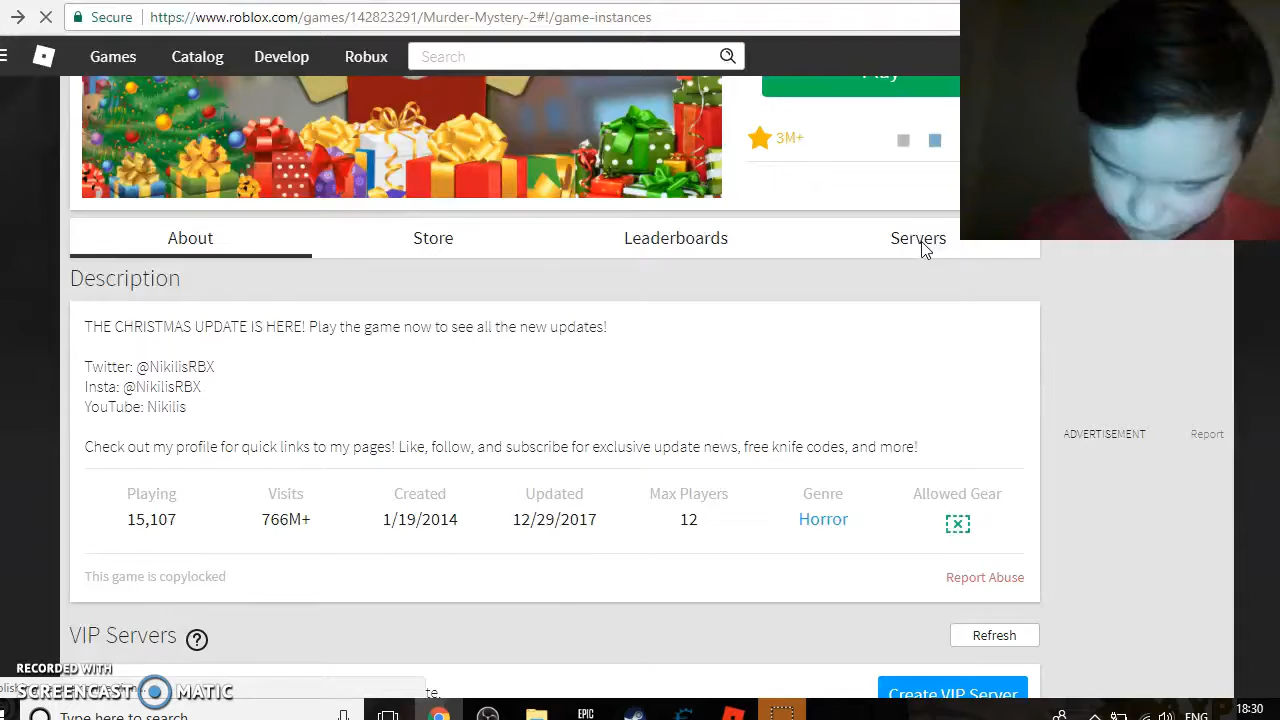 Secure https://www.roblox.com/games/142823291/Murder-Mystery-2#!/game-instances
Games Catalog Develop Robux Search
Play
3M+
About Store Leaderboards Servers
Description
THE CHRISTMAS UPDATE IS HERE! Play the game now to see all the new updates!
Twitter: @NikilisRBX
Insta: @NikilisRBX
YouTube: Nikilis
Check out my profile for quick links to my pages! Like, follow, and subscribe for exclusive update news, free knife codes, and more!
ADVERTISEMENT Report
Playing Visits Created Updated Max Players Genre Allowed Gear
15,107 766M+ 1/19/2014 12/29/2017 12 Horror
This game is copylocked Report Abuse
VIP Servers ? Refresh
RECORDED WITH
SCREENCAST MATIC
te.
Create VIP Server
Type here to search
EPIC
ENG
18:30